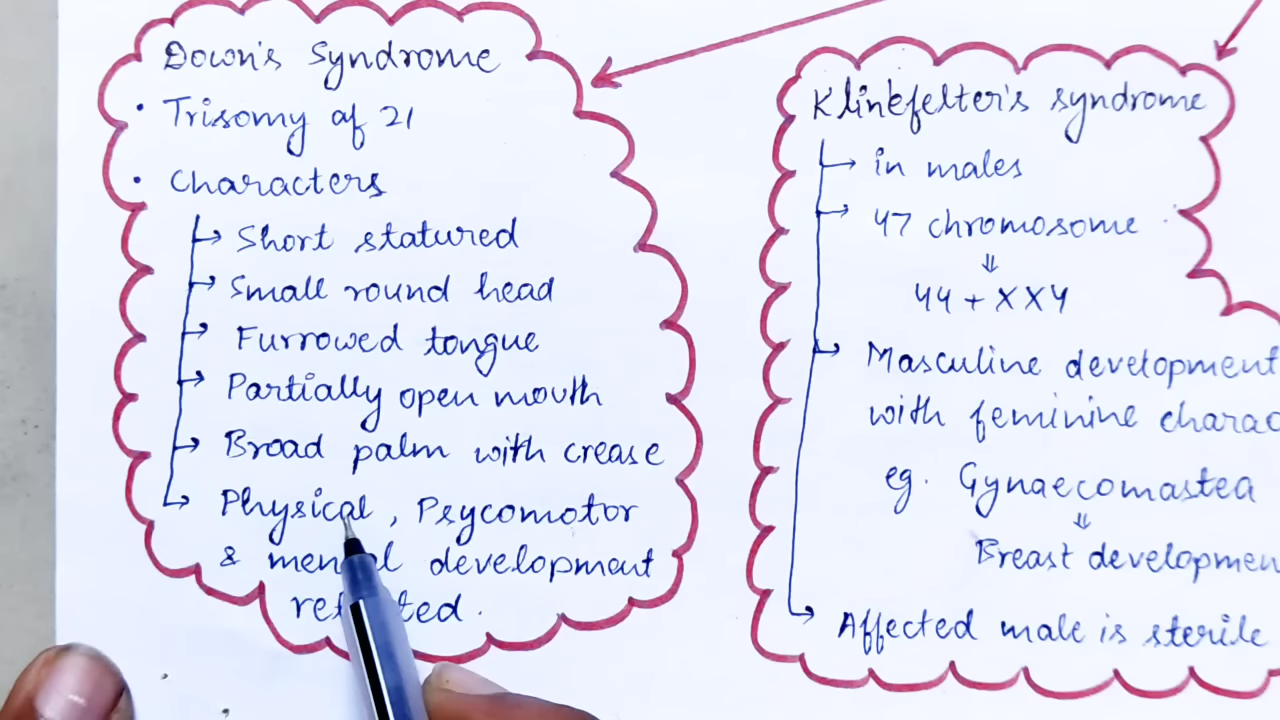 Down's Syndrome
• Trisomy of 21
• Characters
Short statured
Small round head
Furrowed tongue
Partially open mouth
Broad palm with crease
Physical, Psycomotor
& mental development
Klinkfelter's syndrome
in males
47 chromosome
⇓
44 + XXY
Masculine development
with feminine charac
eg. Gynaecomastea
⇓
Breast developmen
Affected male is sterile